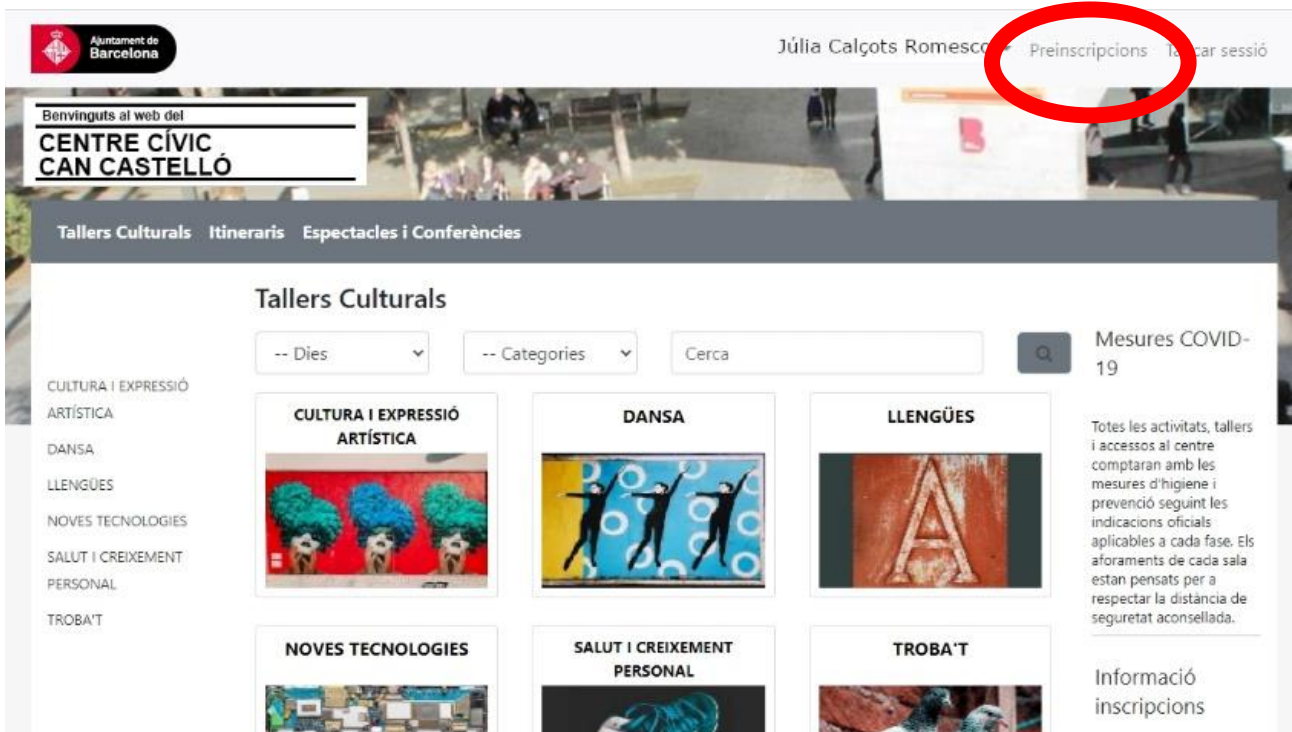 Ajuntament de
Barcelona
Júlia Calçots Preinscripcions sessió
Benvinguts al web del
CENTRE CÍVIC
CAN CASTELLÓ
Tallers Culturals Itineraris Espectacles i Conferències
Tallers Culturals
-- Dies
-- Categories
Cerca
CULTURA I EXPRESSIÓ
ARTÍSTICA
DANSA
LLENGÜES
NOVES TECNOLOGIES
SALUT I CREIXEMENT
PERSONAL
TROBA'T
CULTURA I EXPRESSIÓ
ARTÍSTICA
DANSA
LLENGÜES
A
NOVES TECNOLOGIES
SALUT I CREIXEMENT
PERSONAL
TROBA'T
Mesures COVID-
19
Totes les activitats, tallers
i accessos al centre
comptaran amb les
mesures d'higiene i
prevenció seguint les
indicacions oficials
aplicables a cada fase. Els
aforaments de cada sala
estan pensats per a
respectar la distància de
seguretat aconsellada.
Informació
inscripcions